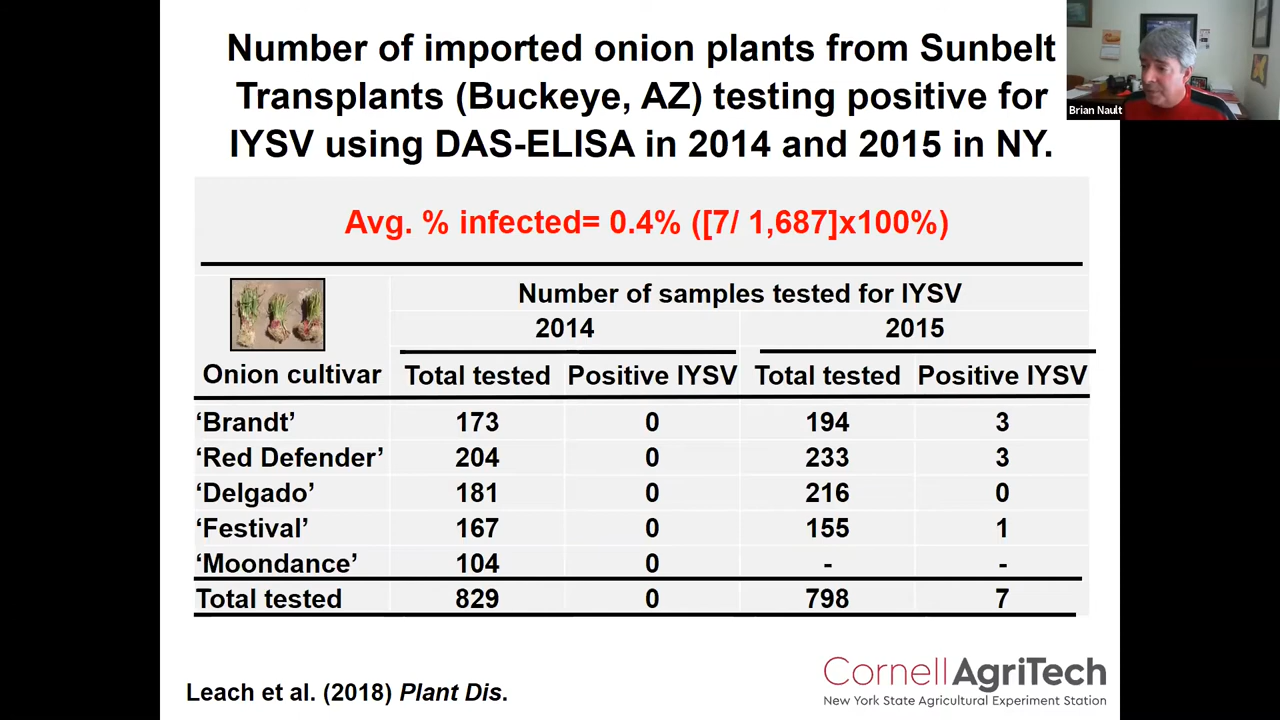 Number of imported onion plants from Sunbelt
Transplants (Buckeye, AZ) testing positive for
IYSV using DAS-ELISA in 2014 and 2015 in NY.
Brian Nault
Avg. % infected= 0.4% ([7/ 1,687]x100%)
Number of samples tested for IYSV
2014 2015
Onion cultivar Total tested Positive IYSV Total tested Positive IYSV
‘Brandt’ 173 0 194 3
‘Red Defender’ 204 0 233 3
‘Delgado’ 181 0 216 0
‘Festival’ 167 0 155 1
‘Moondance’ 104 0 - -
Total tested 829 0 798 7
Leach et al. (2018) Plant Dis.
CornellAgriTech
New York State Agricultural Experiment Station